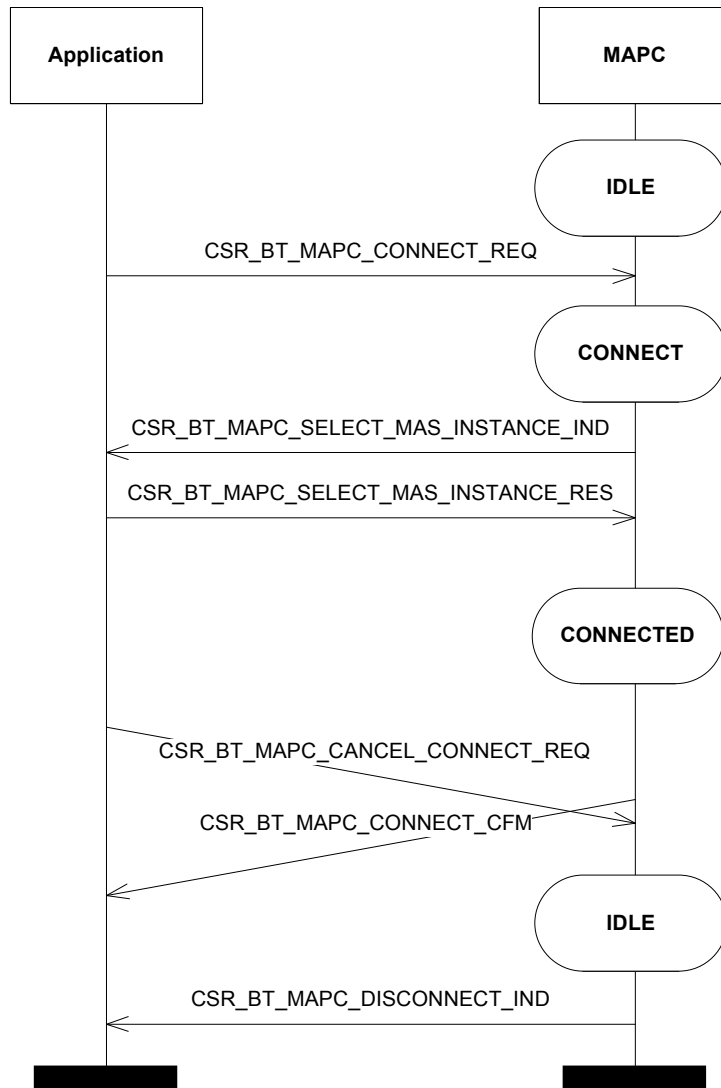 Application
MAPC
IDLE
CSR_BT_MAPC_CONNECT_REQ
CONNECT
CSR_BT_MAPC_SELECT_MAS_INSTANCE_IND
CSR_BT_MAPC_SELECT_MAS_INSTANCE_RES
CONNECTED
CSR_BT_MAPC_CANCEL_CONNECT_REQ
CSR_BT_MAPC_CONNECT_CFM
IDLE
CSR_BT_MAPC_DISCONNECT_IND